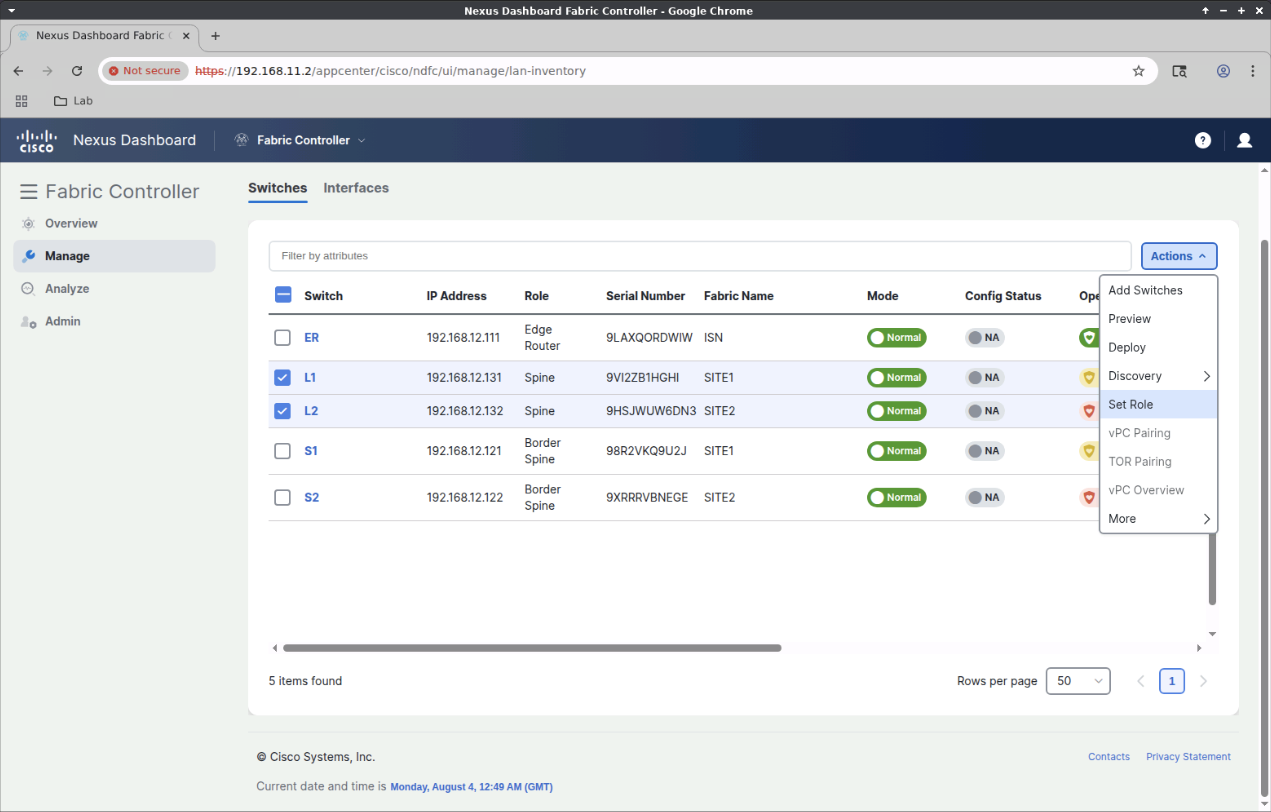 Nexus Dashboard Fabric Controller - Google Chrome
Nexus Dashboard Fabric C
Not secure https://192.168.11.2/appcenter/cisco/ndfc/ui/manage/lan-inventory
Lab
cisco Nexus Dashboard Fabric Controller ?
Fabric Controller
Overview
Manage
Analyze
Admin
Switches Interfaces
Filter by attributes Actions
Switch IP Address Role Serial Number Fabric Name Mode Config Status Ope
ER 192.168.12.111 Edge Router 9LAXQORDWIW ISN Normal NA
L1 192.168.12.131 Spine 9VI2ZB1HGHI SITE1 Normal NA
L2 192.168.12.132 Spine 9HSJWUW6DN3 SITE2 Normal NA
S1 192.168.12.121 Border Spine 98R2VKQ9U2J SITE1 Normal NA
S2 192.168.12.122 Border Spine 9XRRRVBNEGE SITE2 Normal NA
Add Switches
Preview
Deploy
Discovery
Set Role
vPC Pairing
TOR Pairing
vPC Overview
More
5 items found Rows per page 50 1
© Cisco Systems, Inc. Contacts Privacy Statement
Current date and time is Monday, August 4, 12:49 AM (GMT)